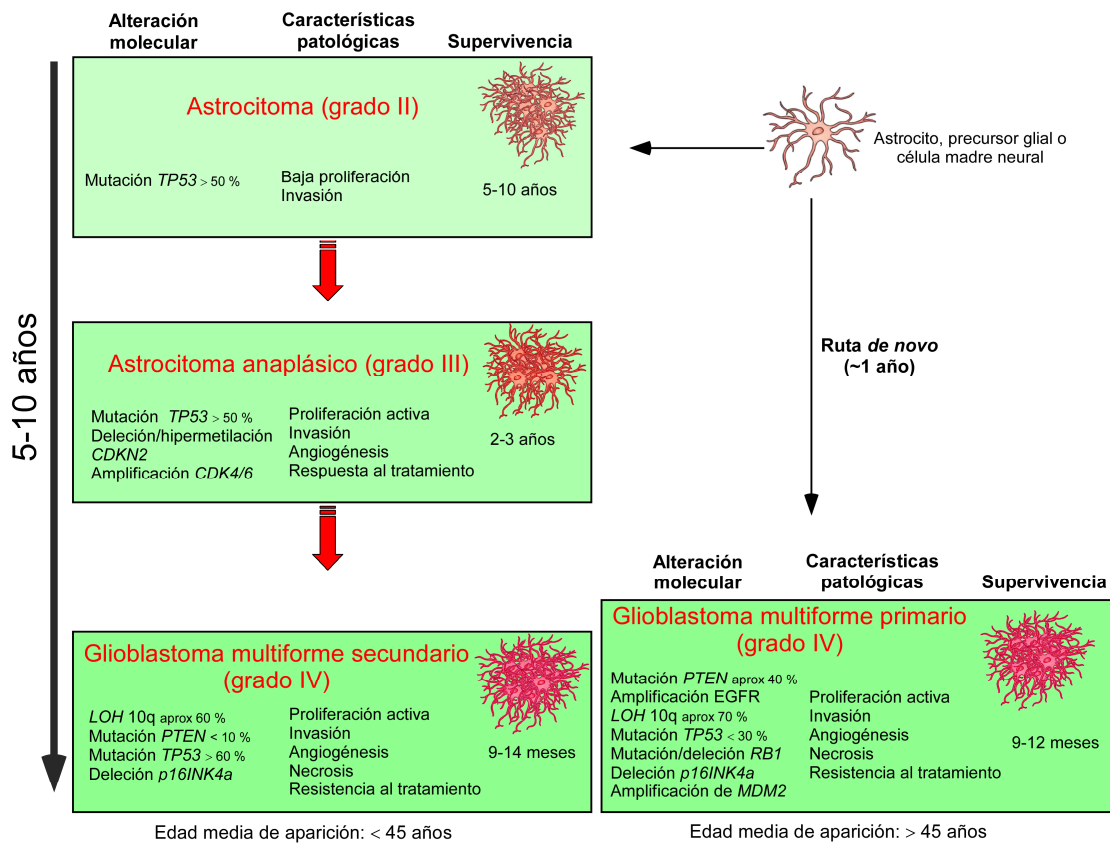 Alteración
molecular
Características
patológicas
Supervivencia
Astrocitoma (grado II)
Mutación TP53 > 50 %
Baja proliferación
Invasión
5-10 años
Astrocito, precursor glial o
célula madre neural
5-10 años
Astrocitoma anaplásico (grado III)
Mutación TP53 > 50 %
Deleción/hipermetilación
CDKN2
Amplificación CDK4/6
Proliferación activa
Invasión
Angiogénesis
Respuesta al tratamiento
2-3 años
Ruta de novo
(~1 año)
Glioblastoma multiforme secundario
(grado IV)
LOH 10q aprox 60 %
Mutación PTEN < 10 %
Mutación TP53 > 60 %
Deleción p16INK4a
Proliferación activa
Invasión
Angiogénesis
Necrosis
Resistencia al tratamiento
9-14 meses
Edad media de aparición: < 45 años
Alteración
molecular
Características
patológicas
Supervivencia
Glioblastoma multiforme primario
(grado IV)
Mutación PTEN aprox 40 %
Amplificación EGFR
LOH 10q aprox 70 %
Mutación TP53 < 30 %
Mutación/deleción RB1
Deleción p16INK4a
Amplificación de MDM2
Proliferación activa
Invasión
Angiogénesis
Necrosis
Resistencia al tratamiento
9-12 meses
Edad media de aparición: > 45 años